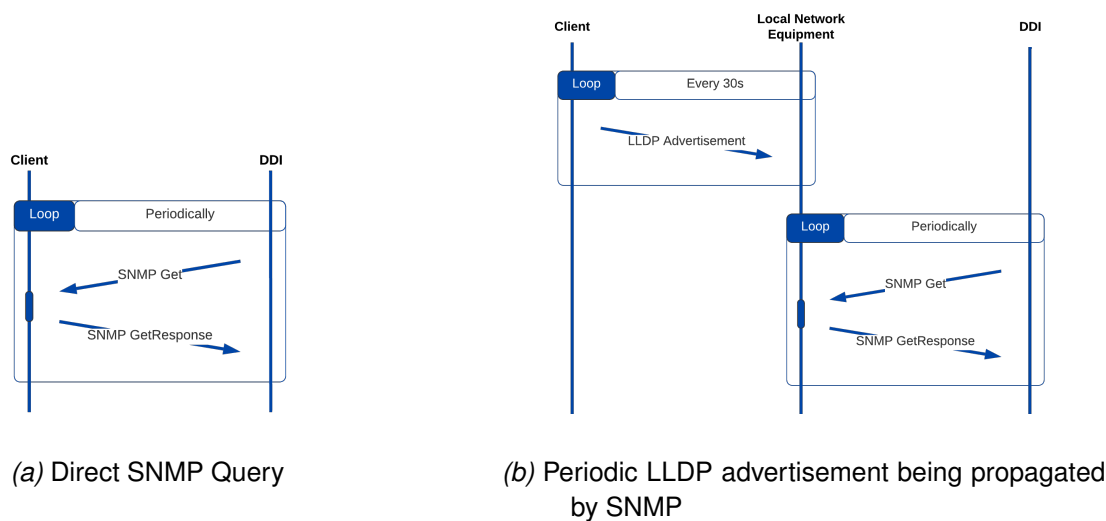 Client
DDI
Loop
Periodically
SNMP Get
SNMP GetResponse
(a) Direct SNMP Query
Client
Local Network
Equipment
DDI
Loop
Every 30s
LLDP Advertisement
Loop
Periodically
SNMP Get
SNMP GetResponse
(b) Periodic LLDP advertisement being propagated
by SNMP